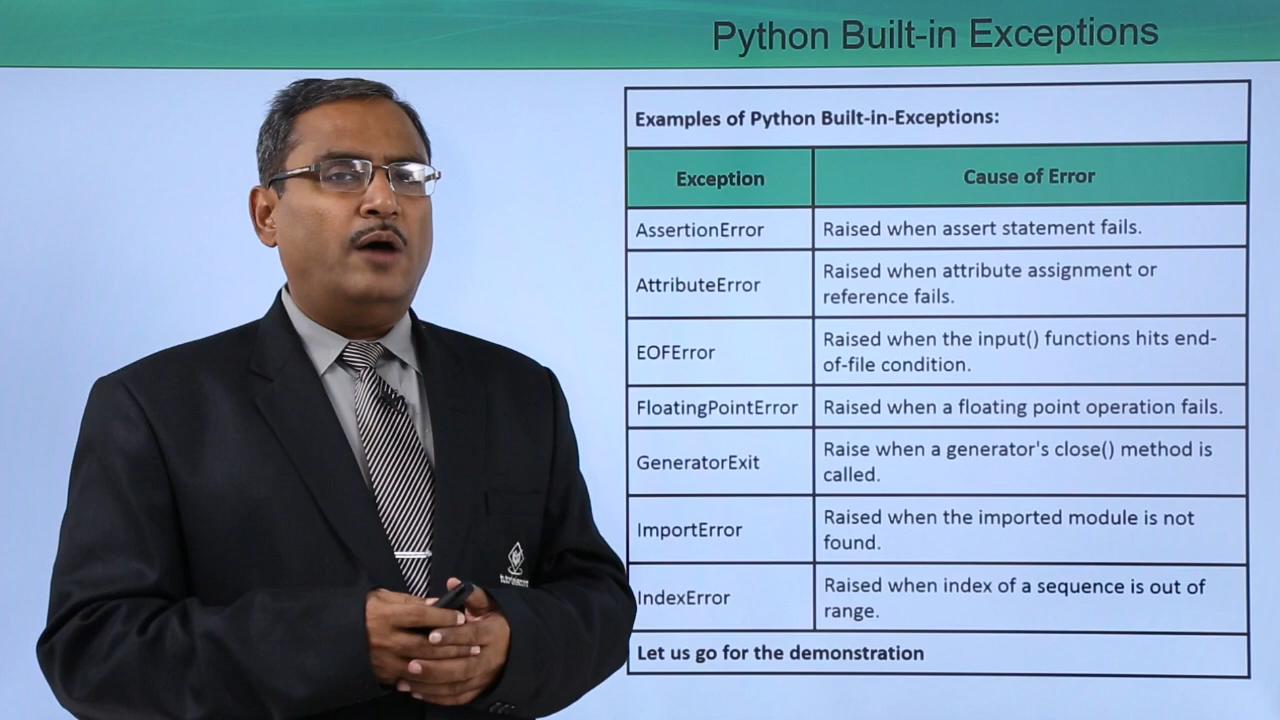 Python Built-in Exceptions
Examples of Python Built-in-Exceptions:
Exception
Cause of Error
AssertionError
Raised when assert statement fails.
AttributeError
Raised when attribute assignment or
reference fails.
EOFError
Raised when the input() functions hits end-
of-file condition.
FloatingPointError
Raised when a floating point operation fails.
GeneratorExit
Raise when a generator's close() method is
called.
ImportError
Raised when the imported module is not
found.
IndexError
Raised when index of a sequence is out of
range.
Let us go for the demonstration